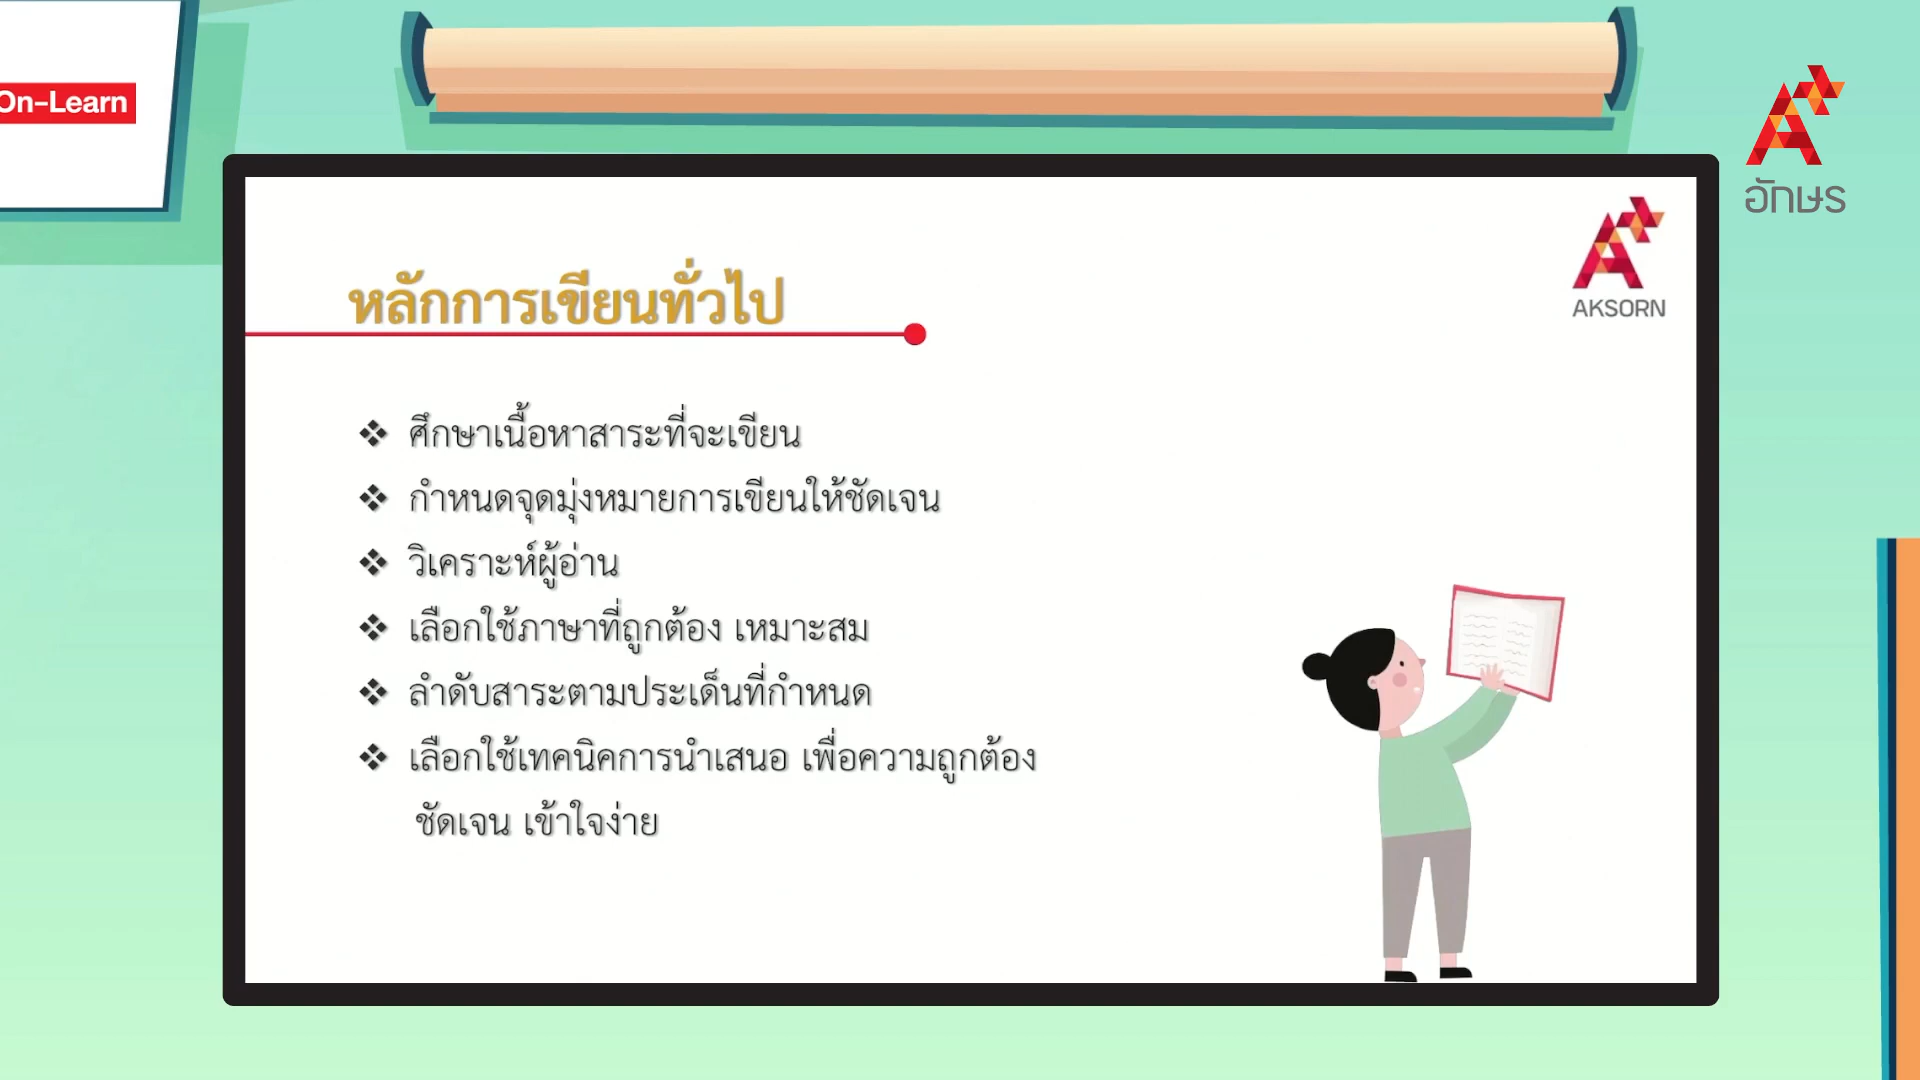 On-Learn
อักษร
AKSORN
หลักการเขียนทั่วไป
❖ ศึกษาเนื้อหาสาระที่จะเขียน
❖ กำหนดจุดมุ่งหมายการเขียนให้ชัดเจน
❖ วิเคราะห์ผู้อ่าน
❖ เลือกใช้ภาษาที่ถูกต้อง เหมาะสม
❖ ลำดับสาระตามประเด็นที่กำหนด
❖ เลือกใช้เทคนิคการนำเสนอ เพื่อความถูกต้อง
ชัดเจน เข้าใจง่าย